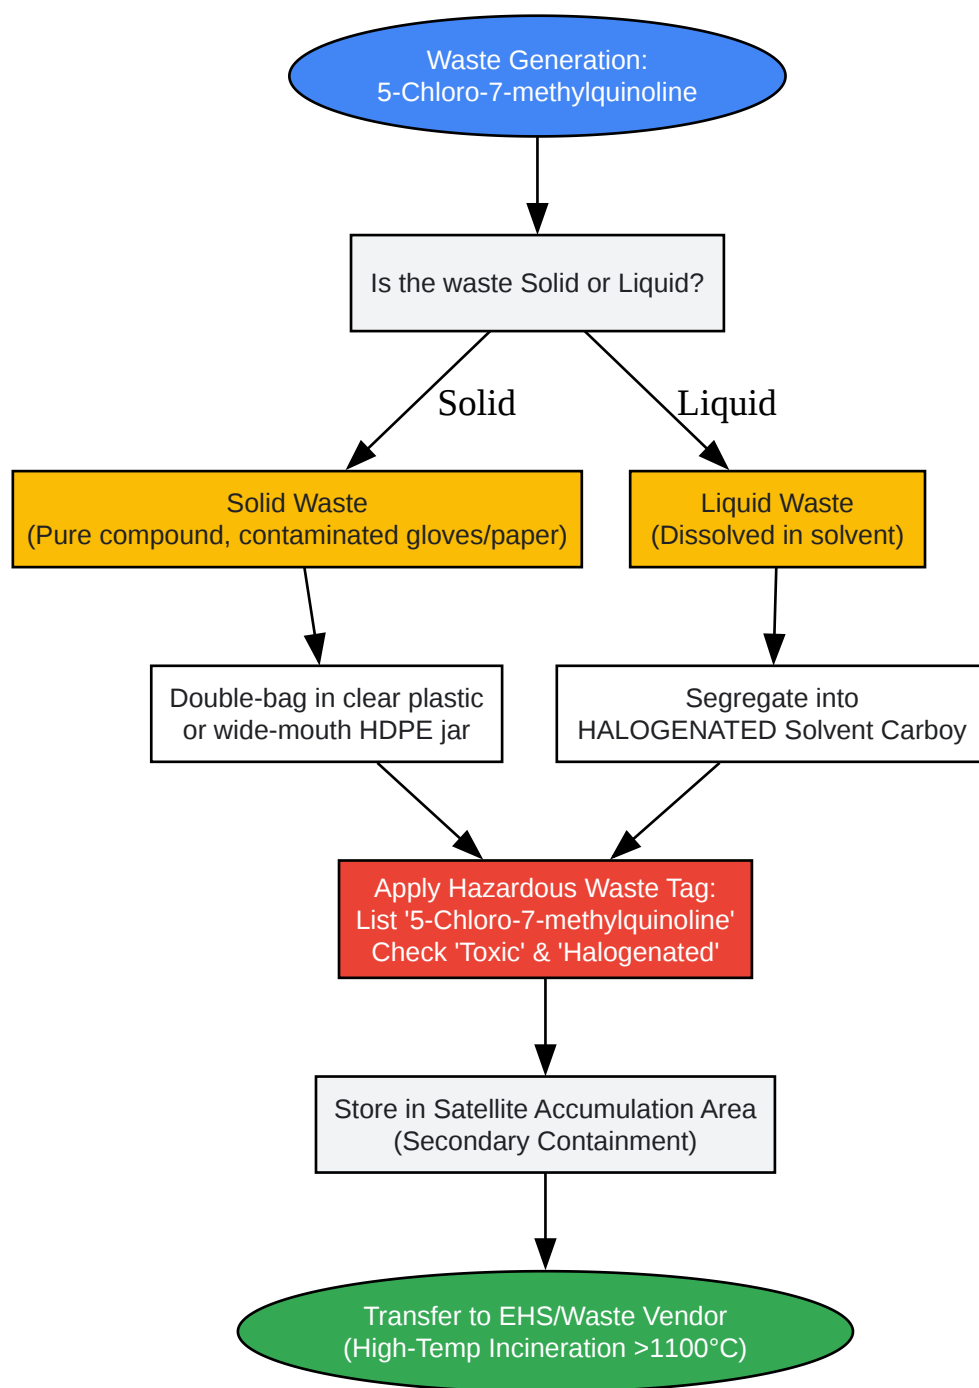 Waste Generation:
5-Chloro-7-methylquinoline
Is the waste Solid or Liquid?
Solid
Liquid
Solid Waste
(Pure compound, contaminated gloves/paper)
Liquid Waste
(Dissolved in solvent)
Double-bag in clear plastic
or wide-mouth HDPE jar
Segregate into
HALOGENATED Solvent Carboy
Apply Hazardous Waste Tag:
List '5-Chloro-7-methylquinoline'
Check 'Toxic' & 'Halogenated'
Store in Satellite Accumulation Area
(Secondary Containment)
Transfer to EHS/Waste Vendor
(High-Temp Incineration >1100°C)